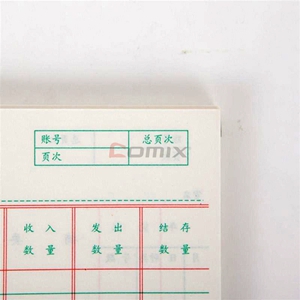 账号 总页次
页次
comix
收入 发出 结存
数量 数量 数量